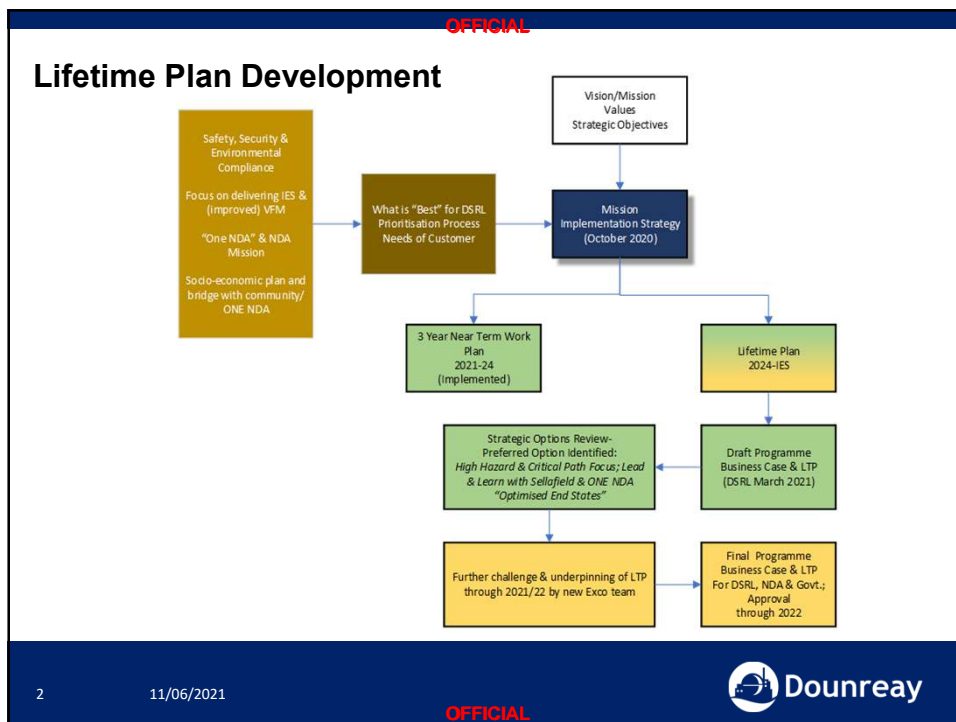 OFFICIAL
Lifetime Plan Development
Vision/Mission
Values
Strategic Objectives
Safety, Security &
Environmental
Compliance
Focus on delivering IES &
(improved) VFM
"One NDA" & NDA
Mission
Socio-economic plan and
bridge with community/
ONE NDA
What is "Best" for DSRL
Prioritisation Process
Needs of Customer
Mission
Implementation Strategy
(October 2020)
3 Year Near Term Work
Plan
2021-24
(Implemented)
Lifetime Plan
2024-IES
Strategic Options Review-
Preferred Option Identified:
High Hazard & Critical Path Focus; Lead
& Learn with Sellafield & ONE NDA
"Optimised End States"
Draft Programme
Business Case & LTP
(DSRL March 2021)
Further challenge & underpinning of LTP
through 2021/22 by new Exco team
Final Programme
Business Case & LTP
For DSRL, NDA & Govt.;
Approval
through 2022
2
11/06/2021
Dounreay
OFFICIAL